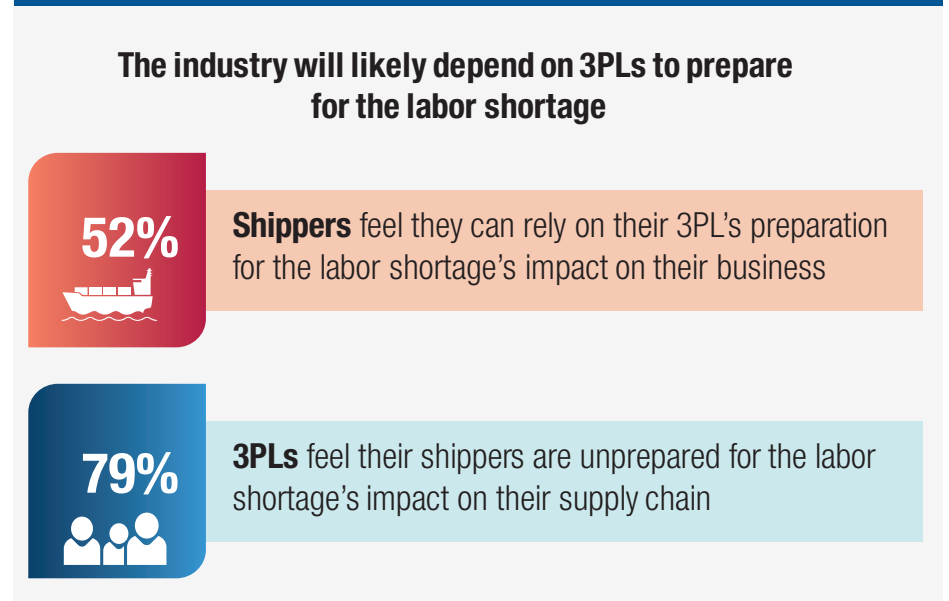 The industry will likely depend on 3PLs to prepare
for the labor shortage
52%
Shippers feel they can rely on their 3PL’s preparation
for the labor shortage’s impact on their business
79%
3PLs feel their shippers are unprepared for the labor
shortage’s impact on their supply chain